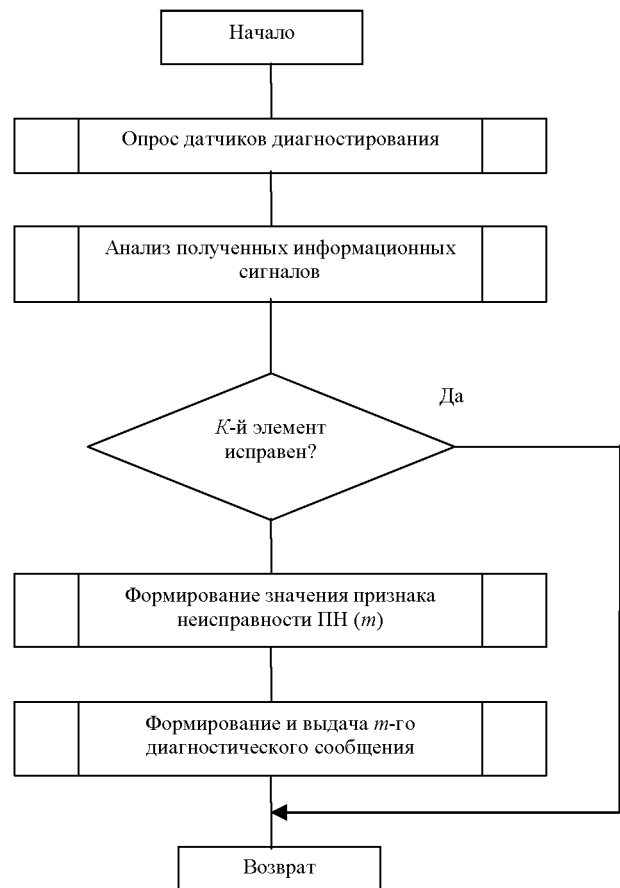 Начало
Опрос датчиков диагностирования
Анализ полученных информационных
сигналов
Да
К-й элемент
исправен?
Формирование значения признака
неисправности ПН (m)
Формирование и выдача m-го
диагностического сообщения
Возврат